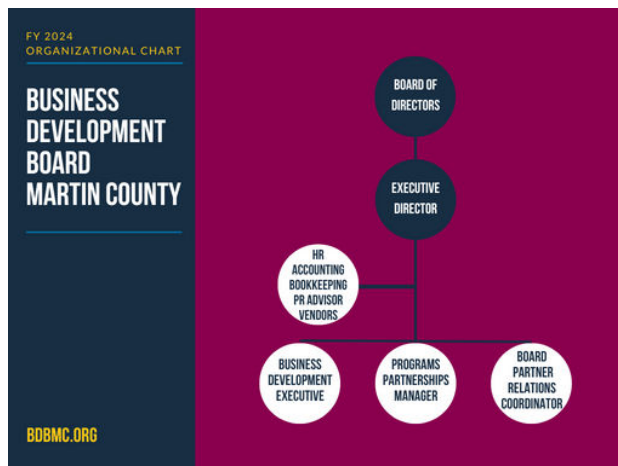 FY 2024
ORGANIZATIONAL CHART
BUSINESS
DEVELOPMENT
BOARD
MARTIN COUNTY
BDBMC.ORG
BOARD OF
DIRECTORS
EXECUTIVE
DIRECTOR
HR
ACCOUNTING
BOOKKEEPING
PR ADVISOR
VENDORS
BUSINESS
DEVELOPMENT
EXECUTIVE
PROGRAMS
PARTNERSHIPS
MANAGER
BOARD
PARTNER
RELATIONS
COORDINATOR